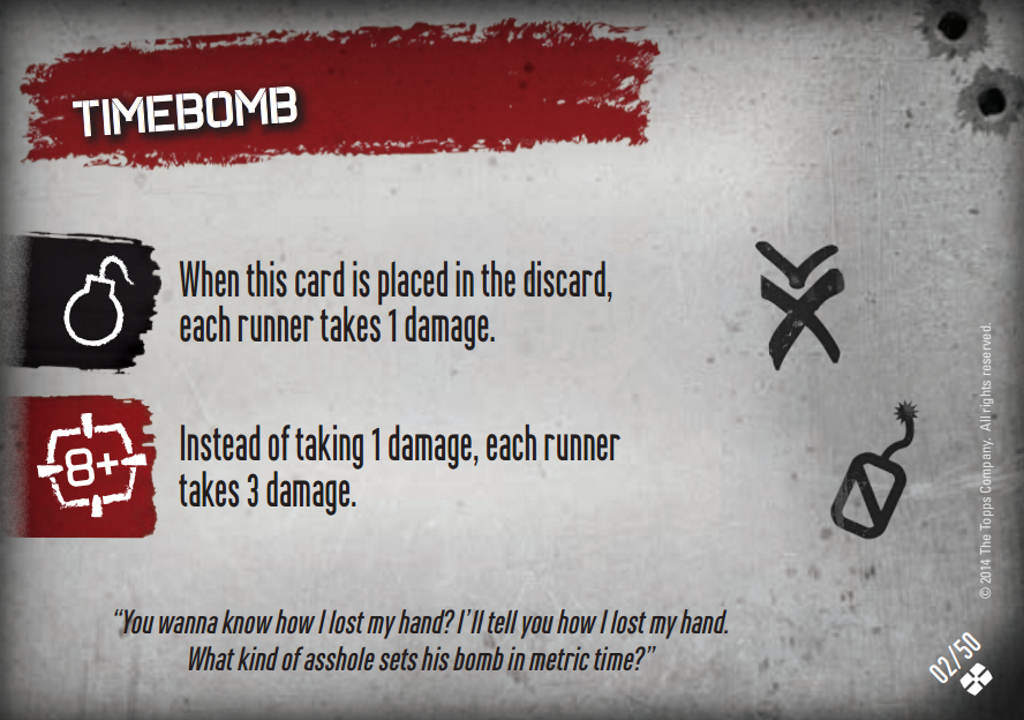 TIMEBOMB
When this card is placed in the discard,
each runner takes 1 damage.
8+
Instead of taking 1 damage, each runner
takes 3 damage.
“You wanna know how I lost my hand? I’ll tell you how I lost my hand.
What kind of asshole sets his bomb in metric time?”
© 2014 The Topps Company. All rights reserved.
02/50